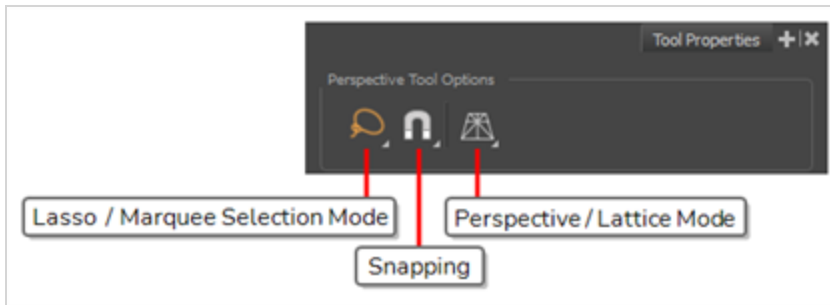 Tool Properties
Perspective Tool Options
Lasso / Marquee Selection Mode
Perspective / Lattice Mode
Snapping